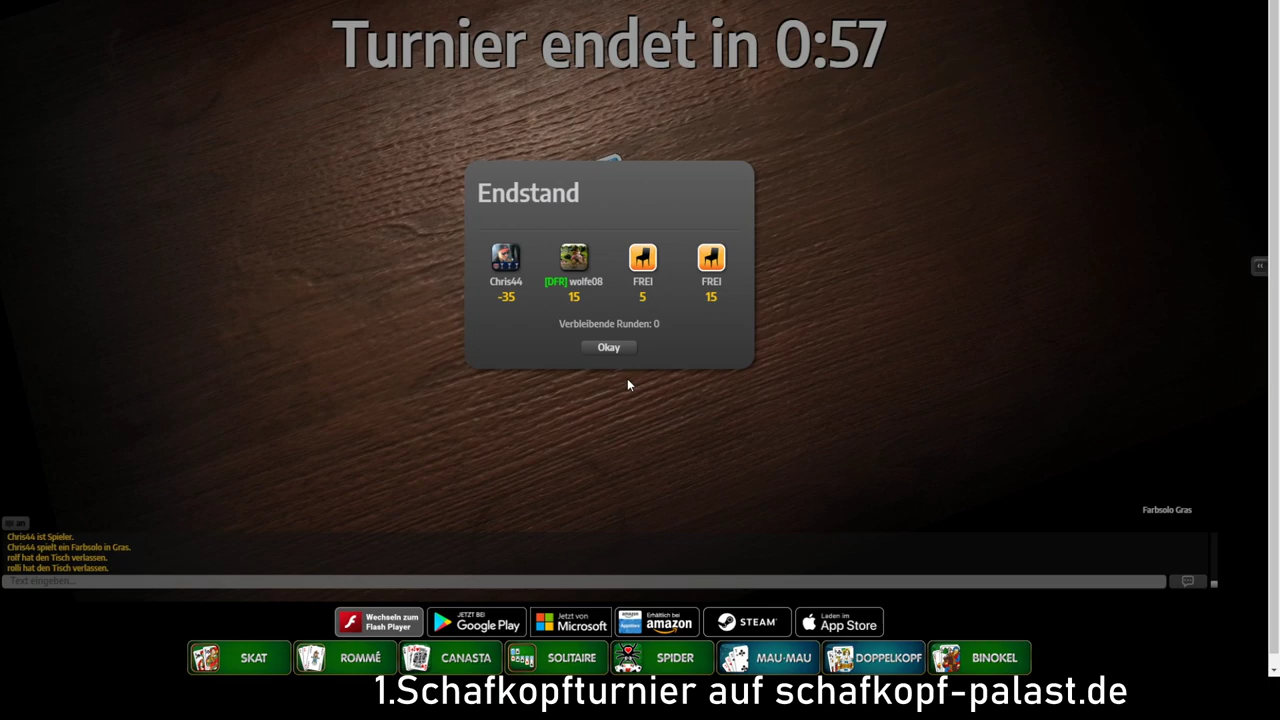 Turnier endet in 0:57
Endstand
Chris44
[DFR] wolfe08
FREI
FREI
-35
15
5
15
Verbleibende Runden: 0
Okay
Farbsolo Gras
an
Chris44 ist Spieler.
Chris44 spielt ein Farbsolo in Gras.
rolf hat den Tisch verlassen.
rolli hat den Tisch verlassen.
Text eingeben...
Wechseln zum
Flash Player
JETZT BEI
Google Play
Jetzt von
Microsoft
amazon
Appstore
Erhältlich bei
amazon
STEAM
Laden im
App Store
SKAT
ROMMÉ
CANASTA
SOLITAIRE
SPIDER
MAU-MAU
DOPPELKOPF
BINOKEL
1.Schafkopfturnier auf schafkopf-palast.de